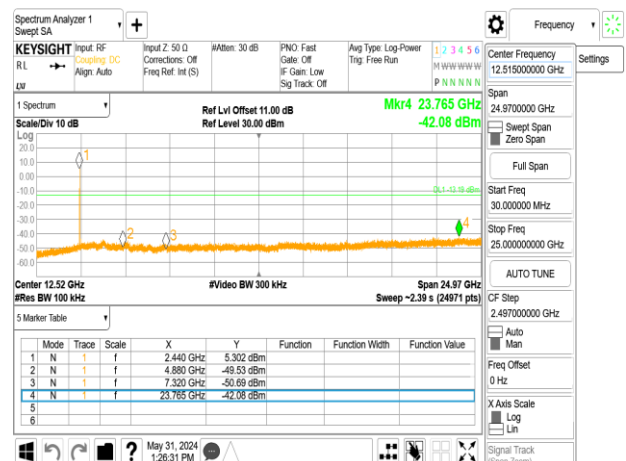 Spectrum Analyzer 1
Swept SA
Frequency
KEYSIGHT
RL
LXI
Input: RF
Coupling: DC
Align: Auto
Input Z: 50 Ω
Corrections: Off
Freq Ref: Int (S)
#Atten: 30 dB
PNO: Fast
Gate: Off
IF Gain: Low
Sig Track: Off
Avg Type: Log-Power
Trig: Free Run
1 2 3 4 5 6
M W W W W W
P N N N N N
Settings
Center Frequency
12.515000000 GHz
Span
24.9700000 GHz
Swept Span
Zero Span
Full Span
Start Freq
30.000000 MHz
Stop Freq
25.000000000 GHz
AUTO TUNE
CF Step
2.497000000 GHz
Auto
Man
Freq Offset
0 Hz
X Axis Scale
Log
Lin
Signal Track
(Span Zoom)
1 Spectrum
Scale/Div 10 dB
Ref Lvl Offset 11.00 dB
Ref Level 30.00 dBm
Mkr4 23.765 GHz
-42.08 dBm
Log
20.0
10.0
0.00
-10.0
-20.0
-30.0
-40.0
-50.0
-60.0
1
2
3
4
Center 12.52 GHz
#Res BW 100 kHz
#Video BW 300 kHz
Span 24.97 GHz
Sweep ~2.39 s (24971 pts)
5 Marker Table
Mode Trace Scale X Y Function Function Width Function Value
1 N 1 f 2.440 GHz 5.302 dBm
2 N 1 f 4.880 GHz -49.53 dBm
3 N 1 f 7.320 GHz -50.69 dBm
4 N 1 f 23.765 GHz -42.08 dBm
5
6
?
May 31, 2024
1:26:31 PM